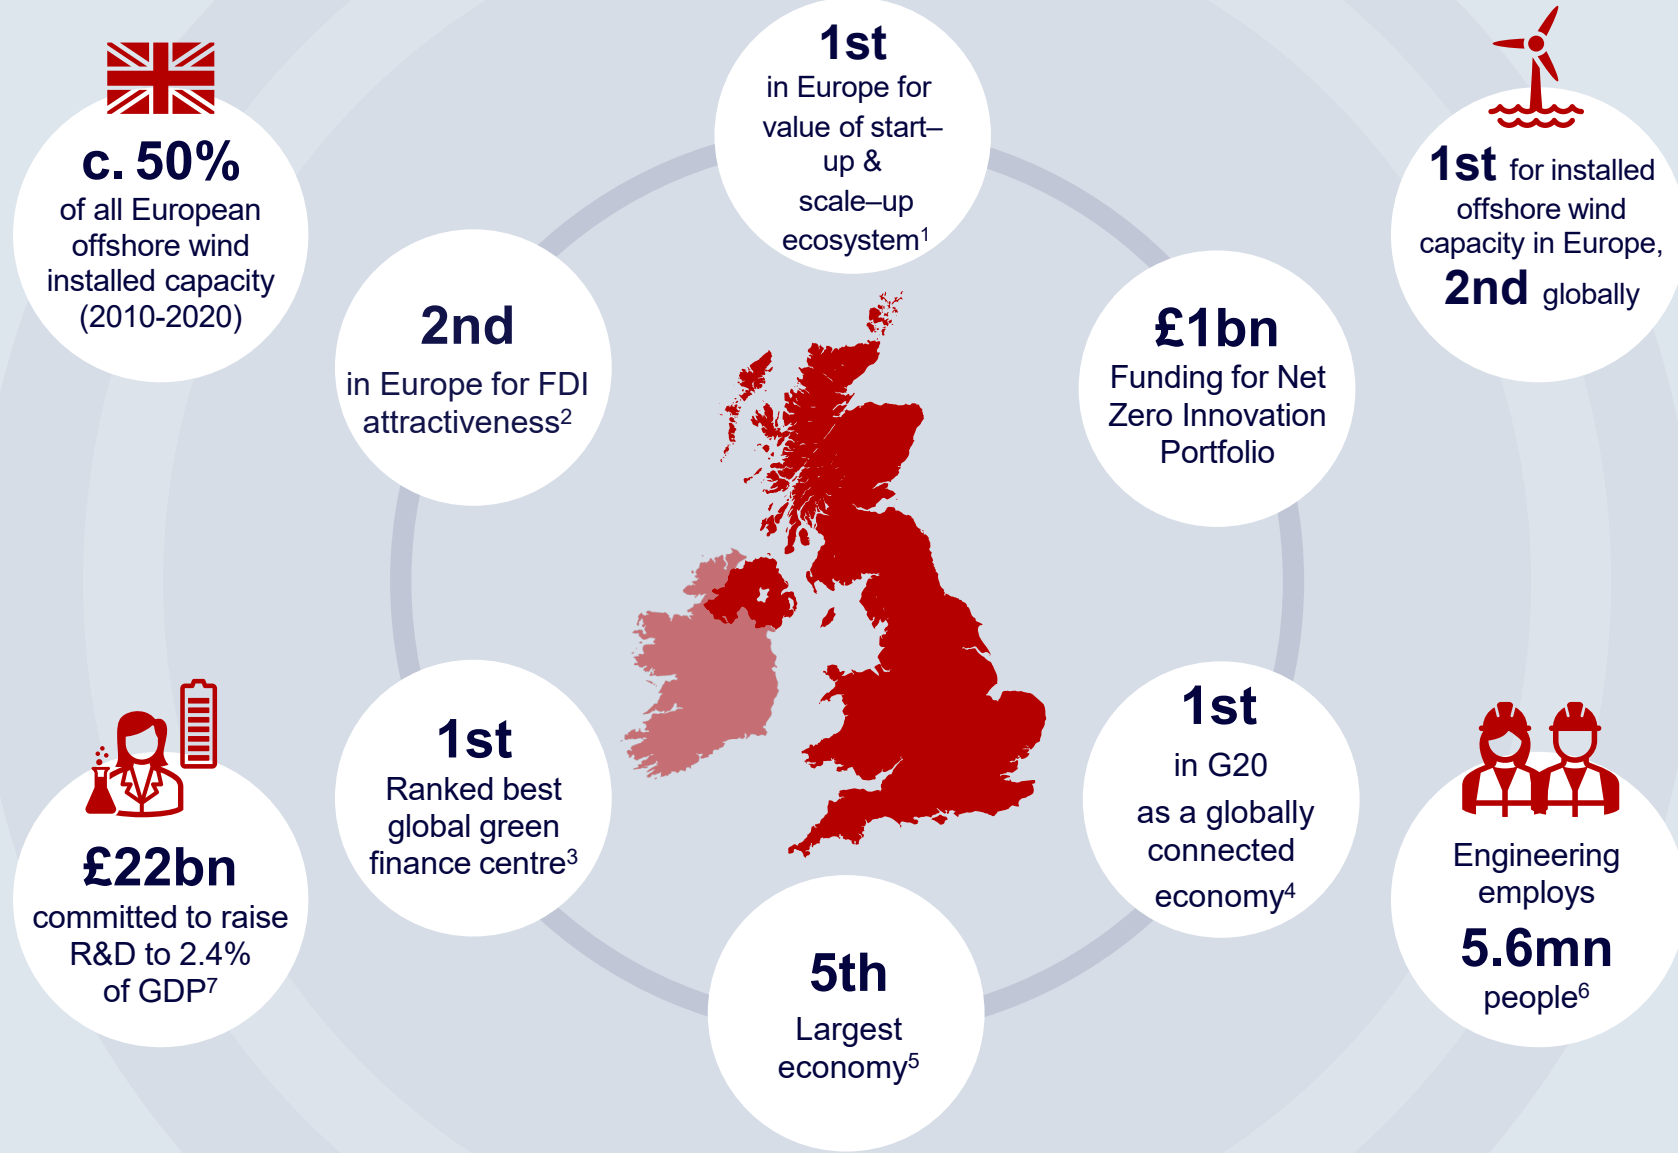 1st
in Europe for
value of start–
up &
scale–up
ecosystem1
c. 50%
of all European
offshore wind
installed capacity
(2010-2020)
1st for installed
offshore wind
capacity in Europe,
2nd globally
2nd
in Europe for FDI
attractiveness2
£1bn
Funding for Net
Zero Innovation
Portfolio
1st
Ranked best
global green
finance centre3
1st
in G20
as a globally
connected
economy4
£22bn
committed to raise
R&D to 2.4%
of GDP7
Engineering
employs
5.6mn
people6
5th
Largest
economy5